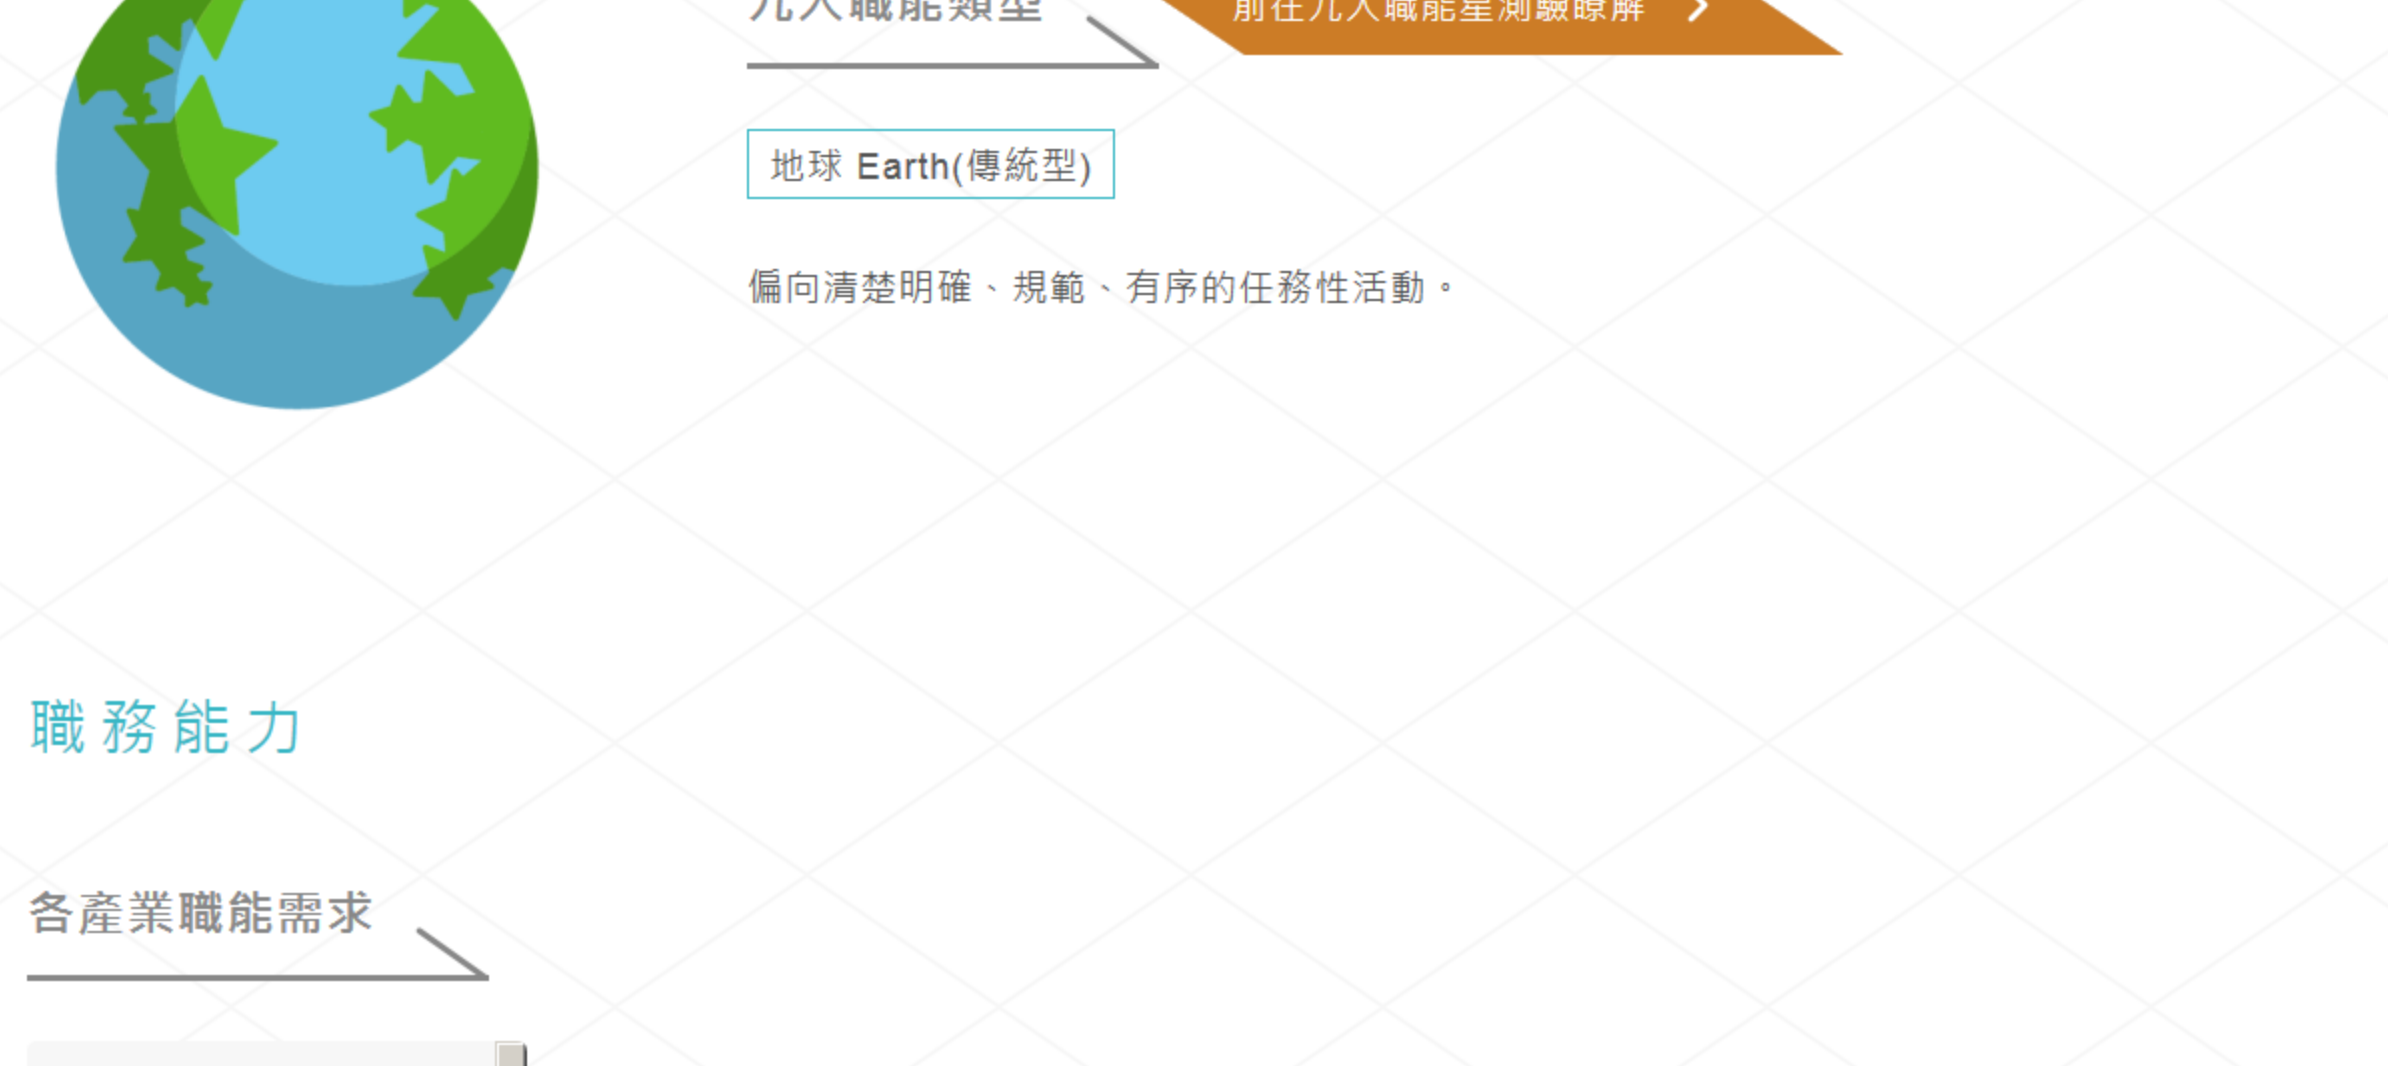 九大職能類型
前往九大職能星測驗瞭解
地球 Earth(傳統型)
偏向清楚明確、規範、有序的任務性活動。
職務能力
各產業職能需求